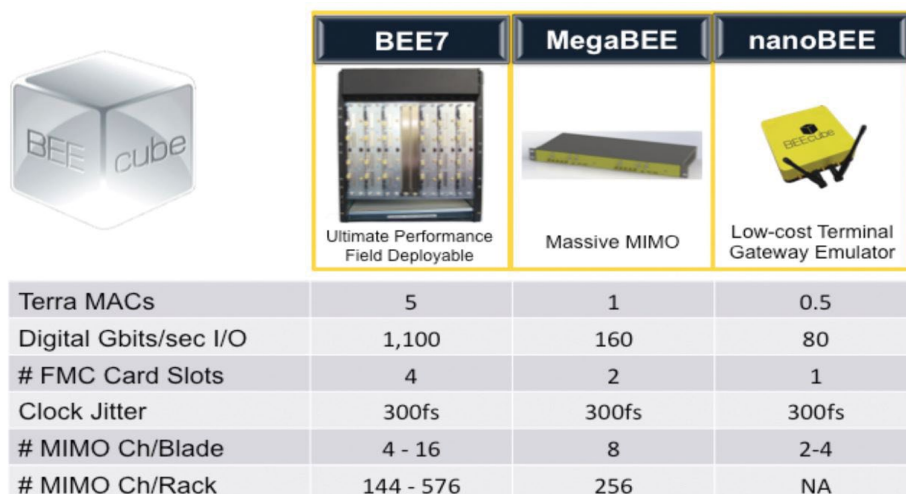 BEE cube
BEE7 MegaBEE nanoBEE
BEEcube
Ultimate Performance
Field Deployable
Massive MIMO
Low-cost Terminal
Gateway Emulator
Terra MACs 5 1 0.5
Digital Gbits/sec I/O 1,100 160 80
# FMC Card Slots 4 2 1
Clock Jitter 300fs 300fs 300fs
# MIMO Ch/Blade 4 - 16 8 2-4
# MIMO Ch/Rack 144 - 576 256 NA